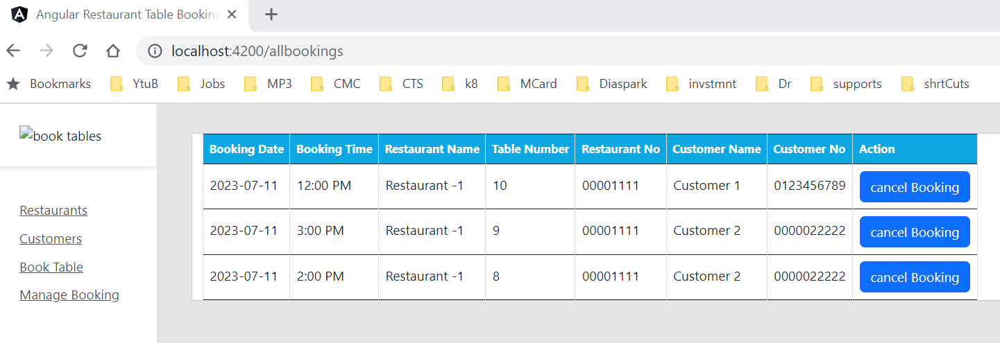 Angular Restaurant Table Booking
localhost:4200/allbookings
Bookmarks YtuB Jobs MP3 CMC CTS k8 MCard Diaspark invstmnt Dr supports shrtCuts
book tables
Restaurants
Customers
Book Table
Manage Booking
Booking Date Booking Time Restaurant Name Table Number Restaurant No Customer Name Customer No Action
2023-07-11 12:00 PM Restaurant -1 10 00001111 Customer 1 0123456789 cancel Booking
2023-07-11 3:00 PM Restaurant -1 9 00001111 Customer 2 0000022222 cancel Booking
2023-07-11 2:00 PM Restaurant -1 8 00001111 Customer 2 0000022222 cancel Booking